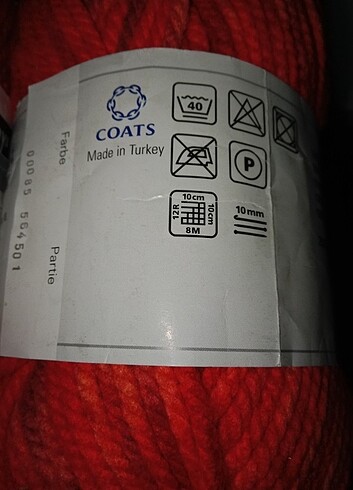 COATS
Made in Turkey
40
P
10cm
12R
10cm
8M
10mm
Farbe
00085 564501
Partie